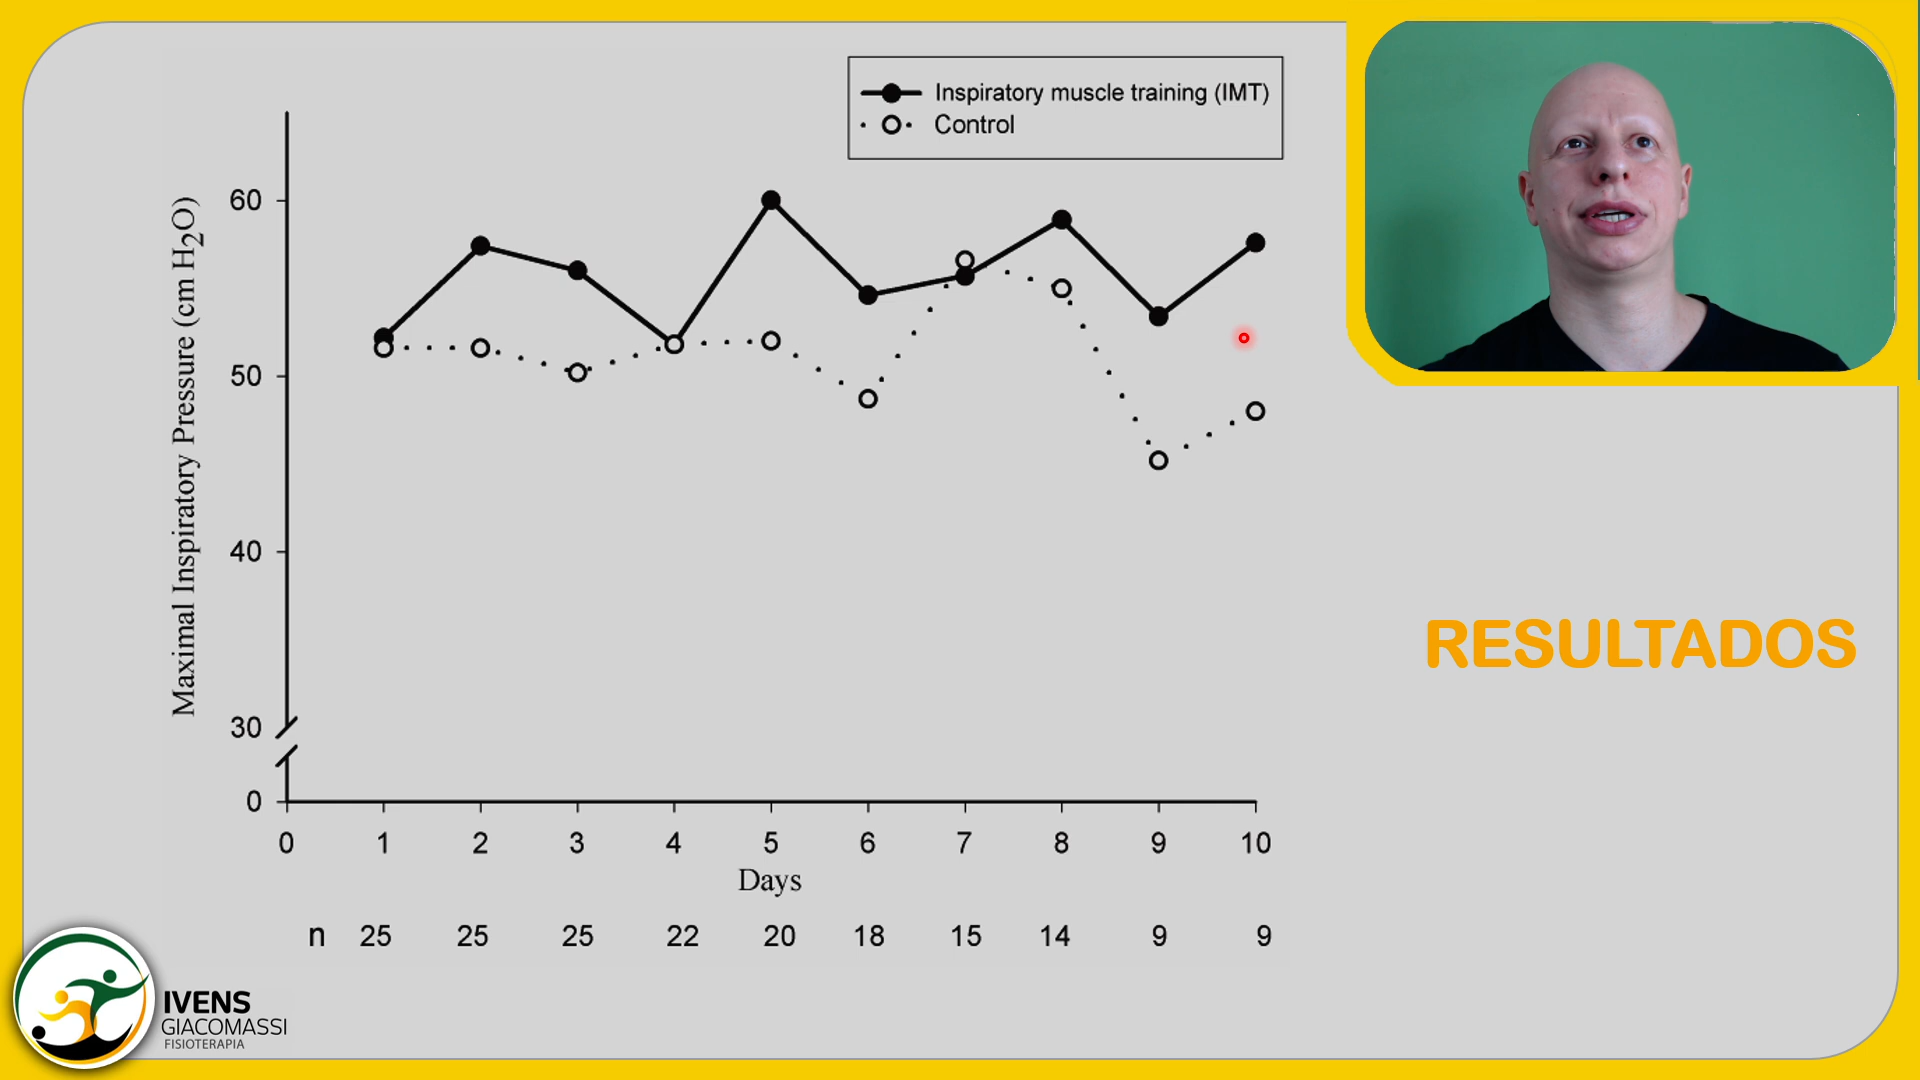 Inspiratory muscle training (IMT)
Control
Maximal Inspiratory Pressure (cm H2O)
60
50
40
30
0
0 1 2 3 4 5 6 7 8 9 10
Days
n 25 25 25 22 20 18 15 14 9 9
RESULTADOS
IVENS
GIACOMASSI
FISIOTERAPIA